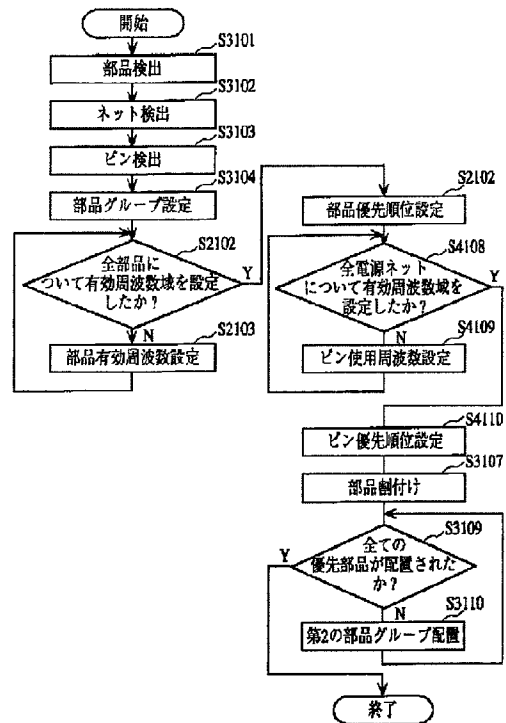 開始
S3101
部品検出
S3102
ネット検出
S3103
ピン検出
S3104
部品グループ設定
S2102
全部品に
ついて有効周波数域を設定
したか?
Y
N
S2103
部品有効周波数設定
S2102
部品優先順位設定
S4108
全電源ネット
について有効周波数域を
設定したか?
Y
N
S4109
ピン使用周波数設定
S4110
ピン優先順位設定
S3107
部品割付け
S3109
全ての
優先部品が配置された
か?
Y
N
S3110
第2の部品グループ配置
終了